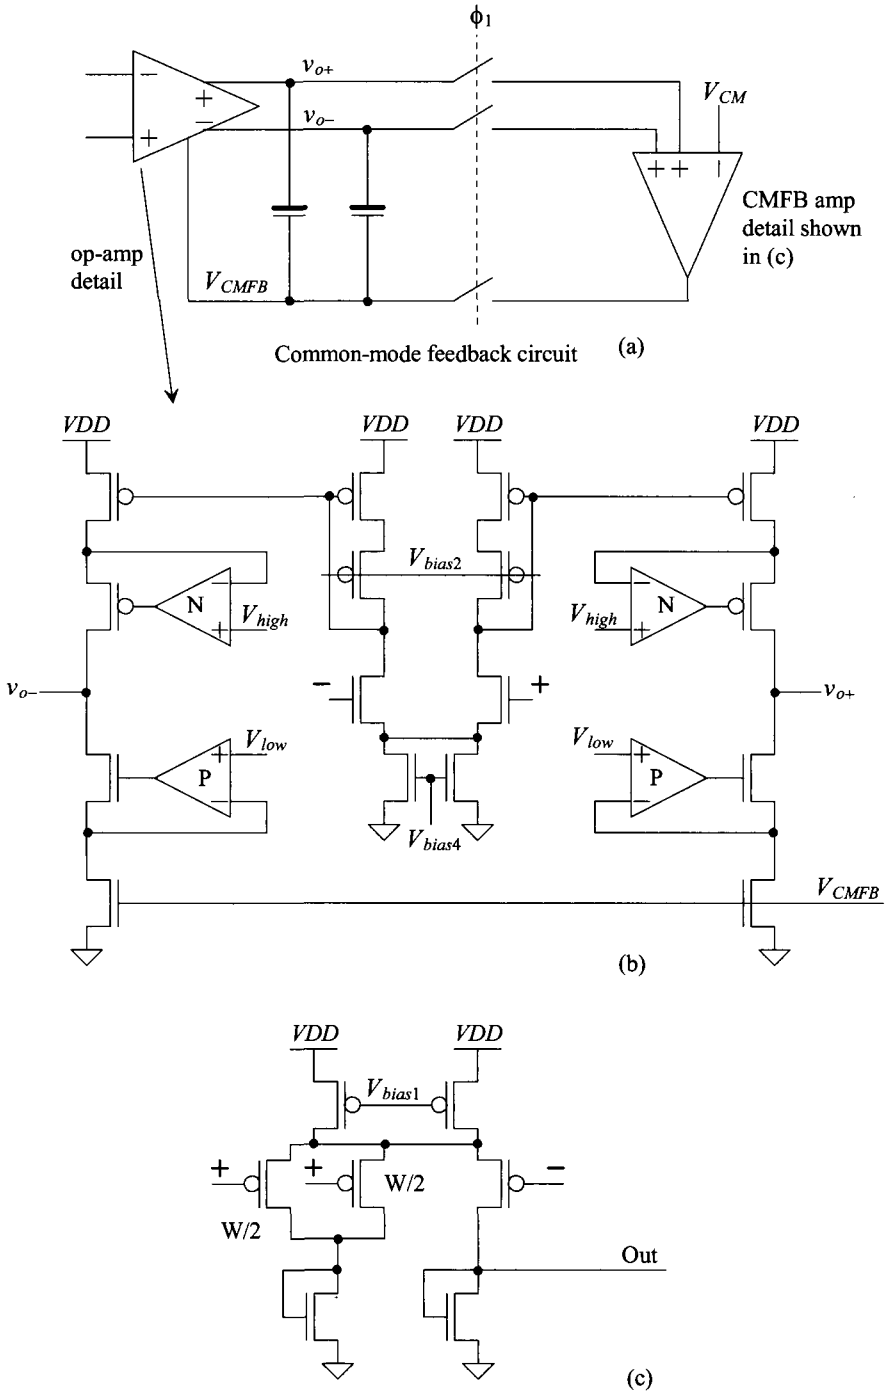 ϕ1
vo+
VCM
vo−
−
+
−
+
+ + −
CMFB amp
detail shown
in (c)
op-amp
detail
VCMFB
(a)
Common-mode feedback circuit
VDD VDD VDD VDD
Vbias2
− N − N
Vhigh + Vhigh +
vo− − + vo+
Vlow + Vlow +
P − P −
Vbias4
VCMFB
(b)
VDD VDD
Vbias1
+ + −
W/2
W/2
Out
(c)